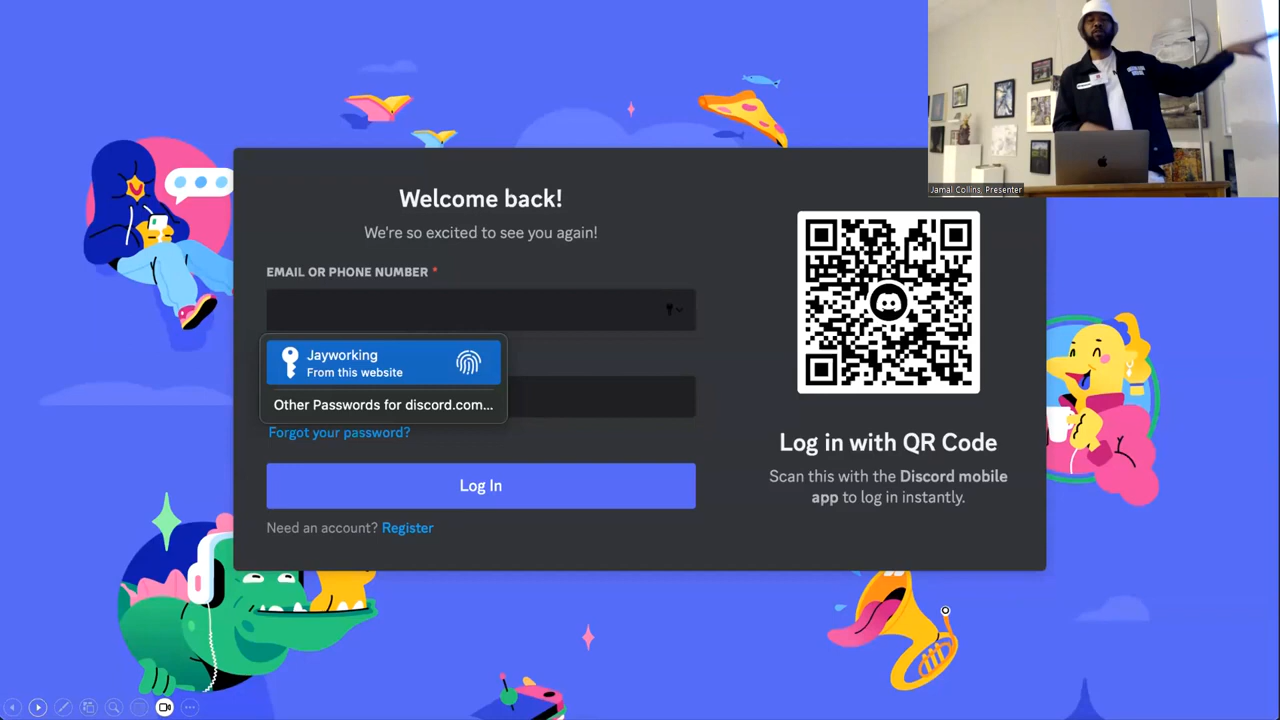 Welcome back!
We're so excited to see you again!
EMAIL OR PHONE NUMBER *
Jayworking
From this website
Other Passwords for discord.com...
Forgot your password?
Log In
Need an account? Register
Log in with QR Code
Scan this with the Discord mobile
app to log in instantly.
Jamal Collins, Presenter